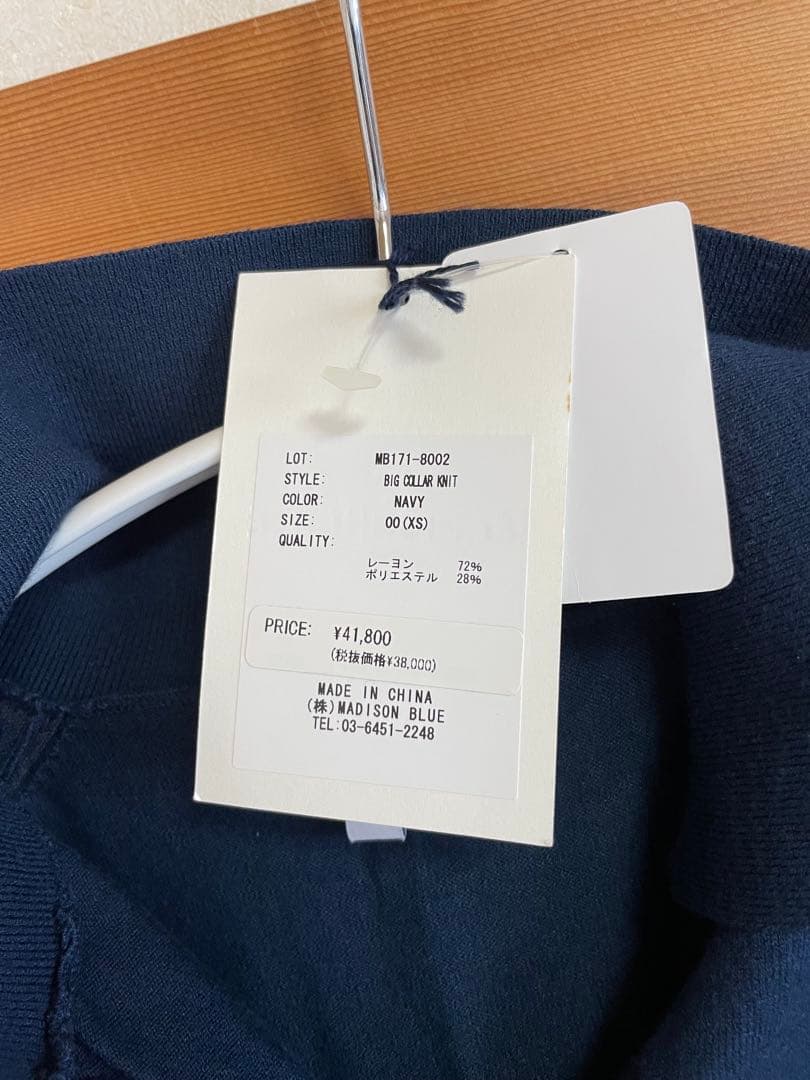 LOT: MB171-8002
STYLE: BIG COLLAR KNIT
COLOR: NAVY
SIZE: 00(XS)
QUALITY:
レーヨン 72%
ポリエステル 28%
PRICE: ¥41,800
(税抜価格¥38,000)
MADE IN CHINA
(株)MADISON BLUE
TEL:03-6451-2248